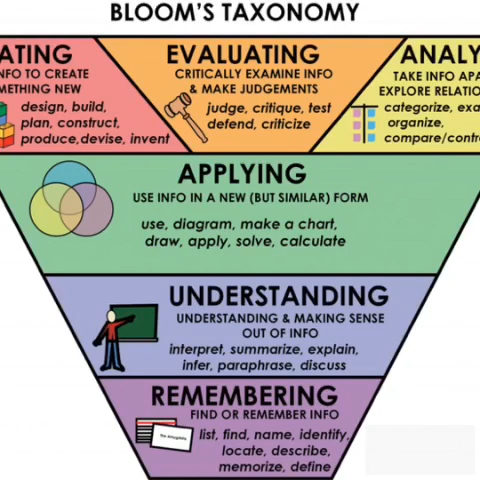 BLOOM'S TAXONOMY
ATING
NFO TO CREATE
METHING NEW
design, build,
plan, construct,
produce,devise, invent
EVALUATING
CRITICALLY EXAMINE INFO
& MAKE JUDGEMENTS
judge, critique, test
defend, criticize
ANALY
TAKE INFO APA
EXPLORE RELATIO
categorize, exa
organize,
compare/contr
APPLYING
USE INFO IN A NEW (BUT SIMILAR) FORM
use, diagram, make a chart,
draw, apply, solve, calculate
UNDERSTANDING
UNDERSTANDING & MAKING SENSE
OUT OF INFO
interpret, summarize, explain,
infer, paraphrase, discuss
REMEMBERING
FIND OR REMEMBER INFO
list, find, name, identify,
locate, describe,
memorize, define